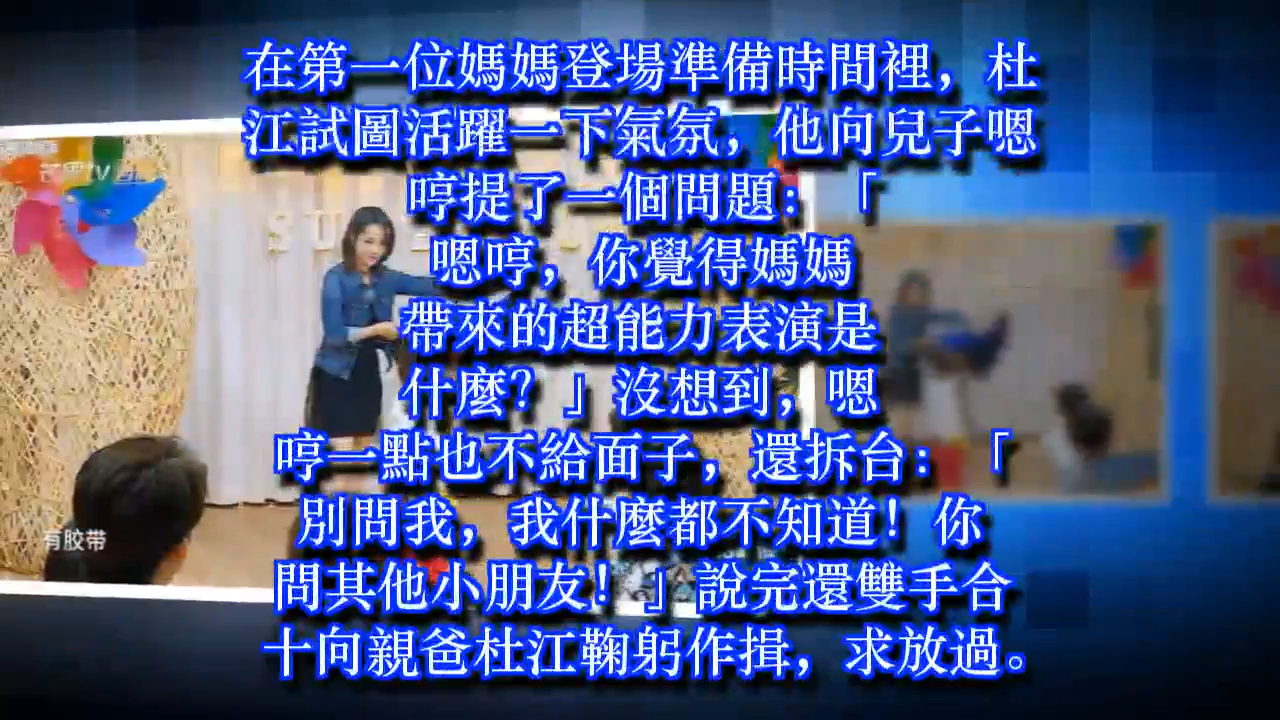 在第一位媽媽登場準備時間裡，杜
江試圖活躍一下氣氛，他向兒子嗯
哼提了一個問題：「
嗯哼，你覺得媽媽
帶來的超能力表演是
什麼？」沒想到，嗯
哼一點也不給面子，還拆台：「
別問我，我什麼都不知道！你
問其他小朋友！」說完還雙手合
十向親爸杜江鞠躬作揖，求放過。
有胶带